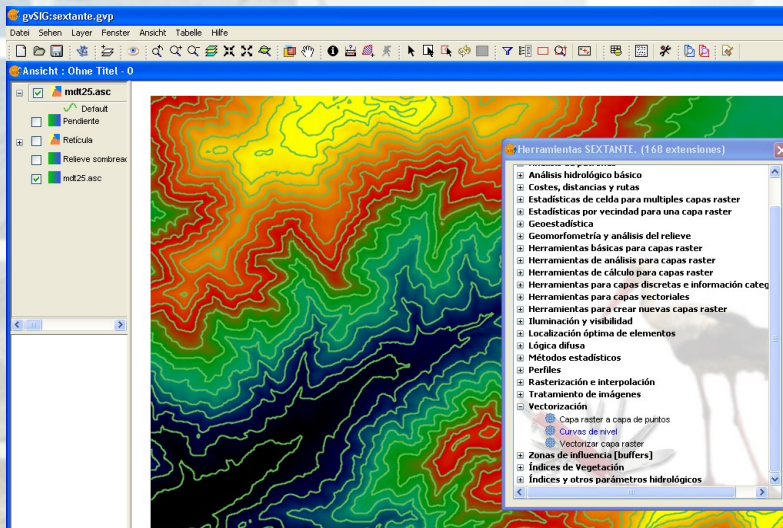 gvSIG:sextante.gvp
Datei Sehen Layer Fenster Ansicht Tabelle Hilfe
Ansicht : Ohne Titel - 0
mdt25.asc
Default
Pendiente
Retícula
Relieve sombread
mdt25.asc
Herramientas SEXTANTE. (168 extensiones)
Análisis de patrones
Análisis hidrológico básico
Costes, distancias y rutas
Estadísticas de celda para multiples capas raster
Estadísticas por vecindad para una capa raster
Geoestadística
Geomorfometría y análisis del relieve
Herramientas básicas para capas raster
Herramientas de análisis para capas raster
Herramientas de cálculo para capas raster
Herramientas para capas discretas e información categ
Herramientas para capas vectoriales
Herramientas para crear nuevas capas raster
Iluminación y visibilidad
Localización óptima de elementos
Lógica difusa
Métodos estadísticos
Perfiles
Rasterización e interpolación
Tratamiento de imágenes
Vectorización
Capa raster a capa de puntos
Curvas de nivel
Vectorizar capa raster
Zonas de influencia [buffers]
Índices de Vegetación
Índices y otros parámetros hidrológicos